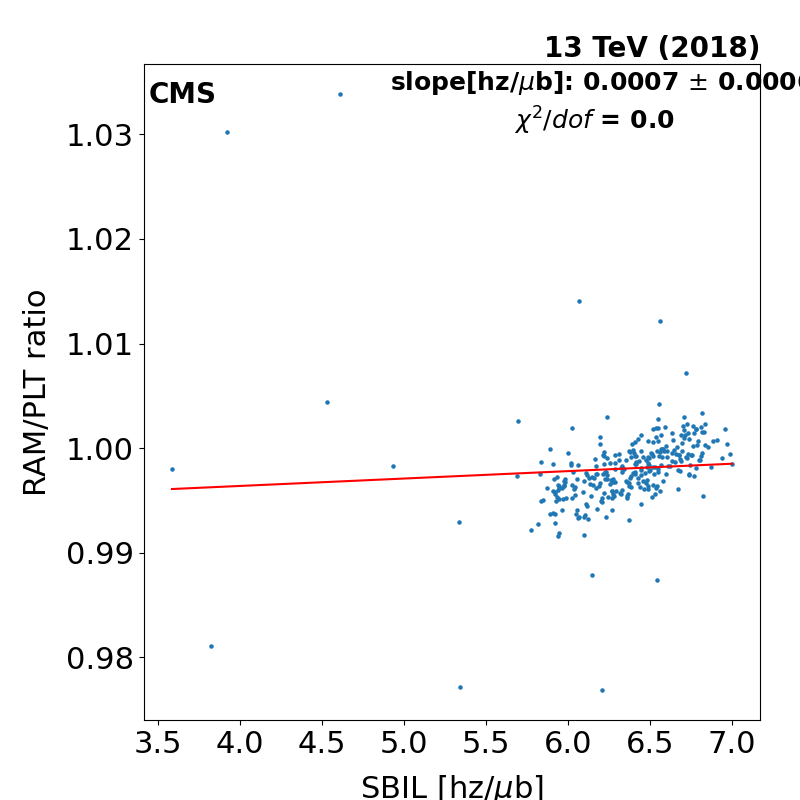 13 TeV (2018)
CMS
slope[hz/μb]: 0.0007 ± 0.000
χ²/dof = 0.0
1.03
1.02
1.01
1.00
0.99
0.98
RAM/PLT ratio
3.5 4.0 4.5 5.0 5.5 6.0 6.5 7.0
SBIL [hz/μb]